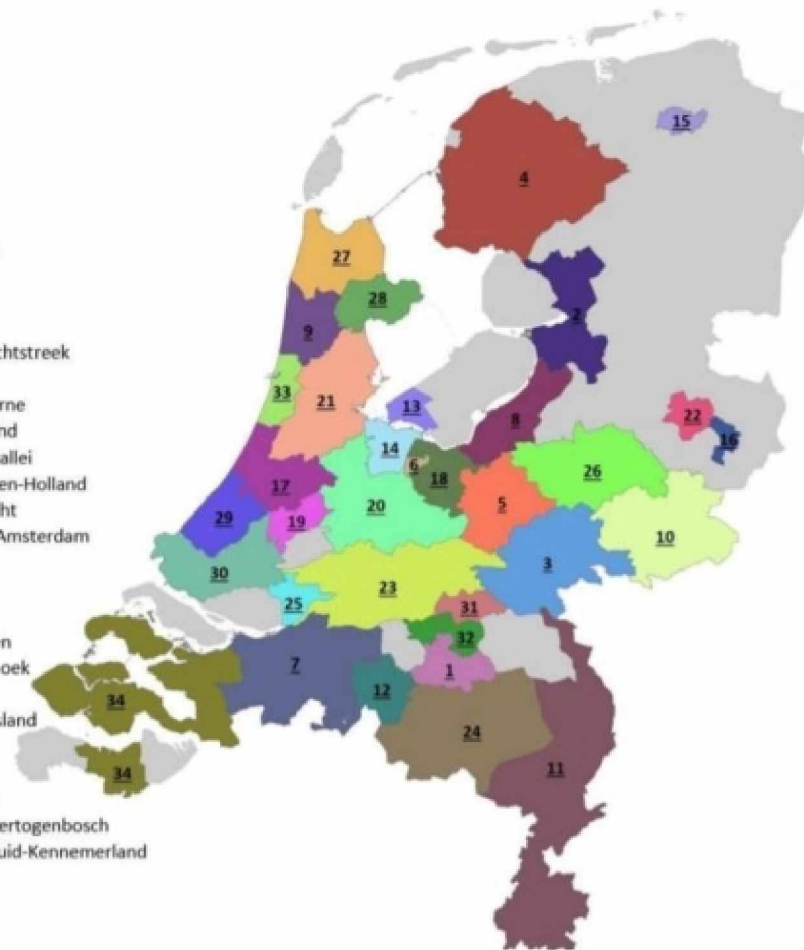 chtstreek
rne
nd
allei
en-Holland
ht
Amsterdam
en
oek
sland
ertogenbosch
uid-Kennemerland
15
4
27
28
2
9
33
21
13
8
22
16
14
6
18
17
26
5
20
29
19
10
3
30
23
25
31
32
7
1
12
34
24
34
11